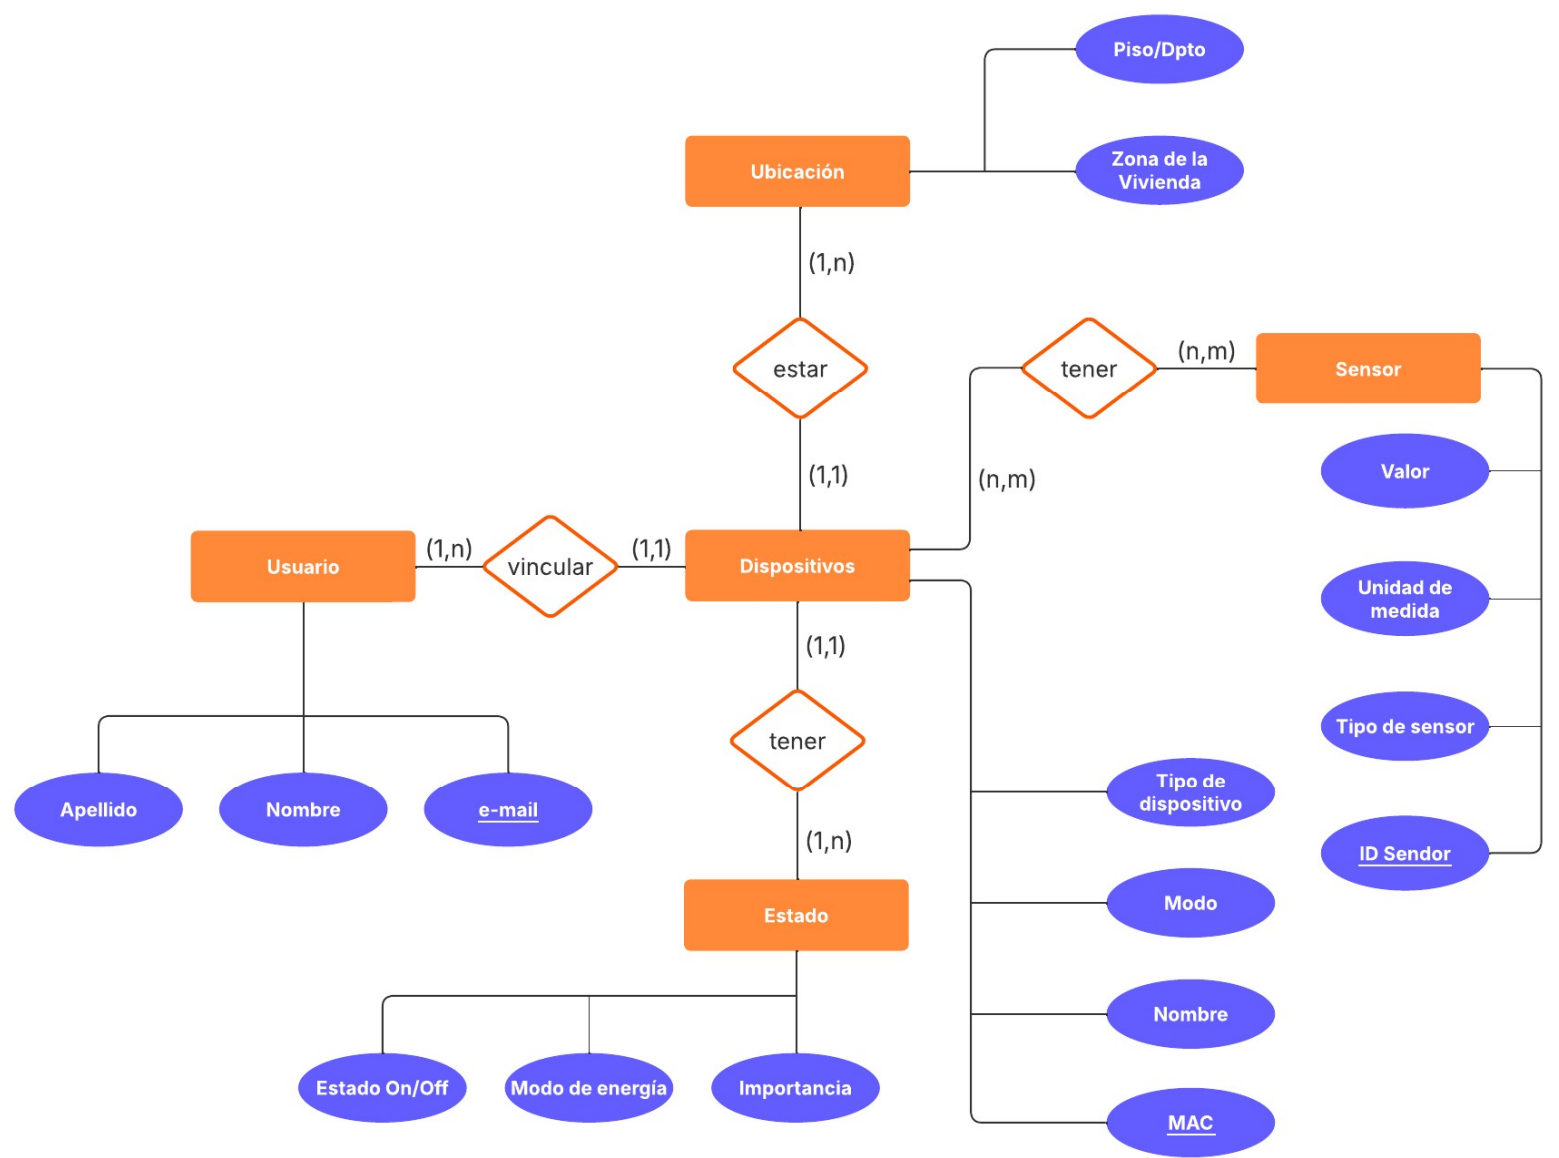 Piso/Dpto
Ubicación
Zona de la
Vivienda
(1,n)
estar
tener
(n,m)
Sensor
(1,1)
(n,m)
Valor
Usuario
(1,n)
vincular
(1,1)
Dispositivos
Unidad de
medida
(1,1)
tener
Tipo de sensor
Apellido
Nombre
e-mail
Tipo de
dispositivo
(1,n)
ID Sendor
Estado
Modo
Nombre
Estado On/Off
Modo de energía
Importancia
MAC